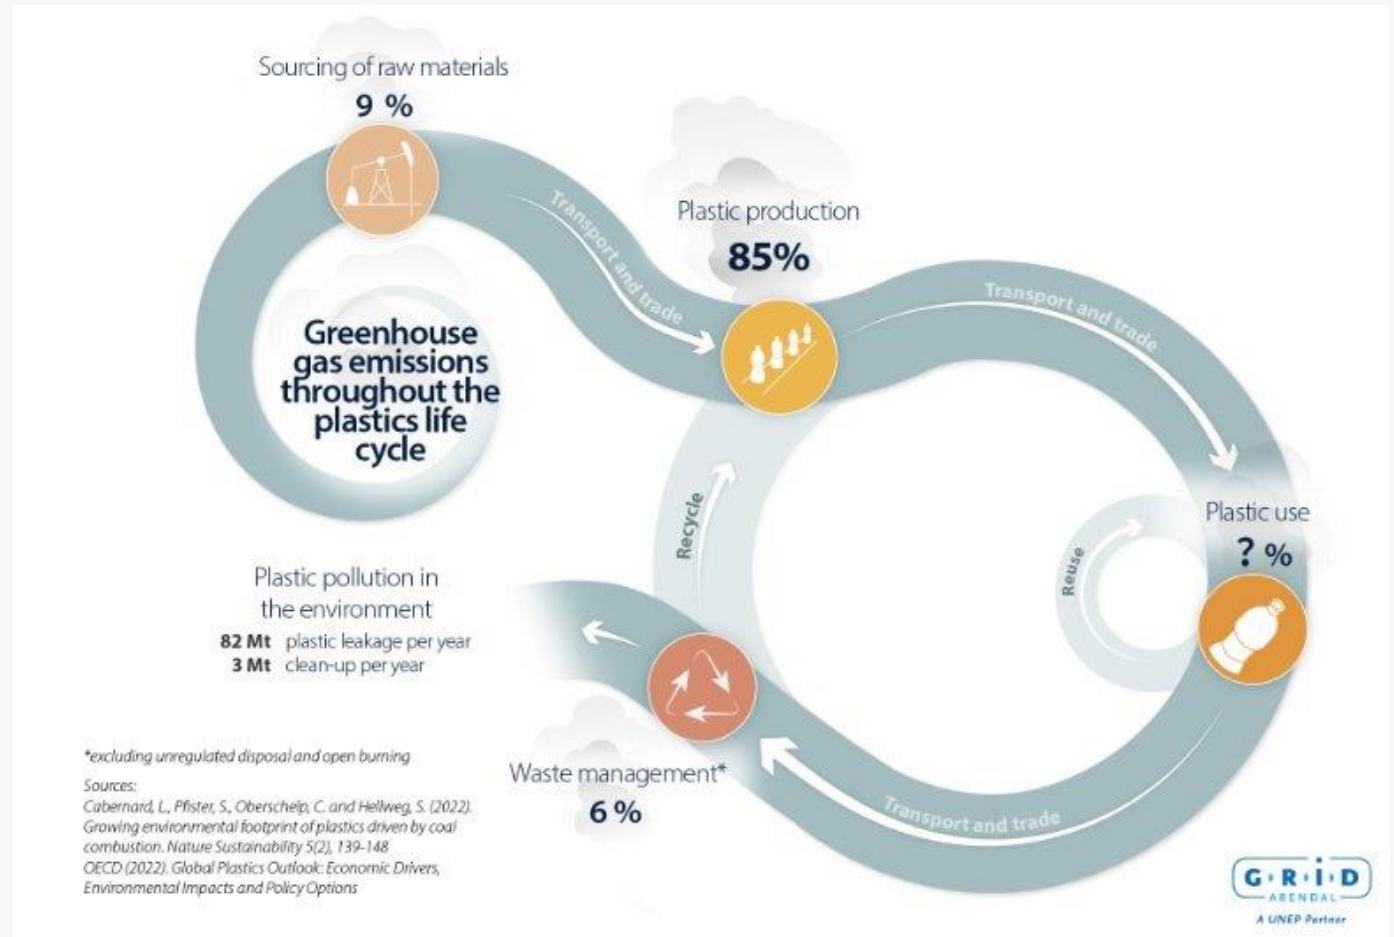 Sourcing of raw materials
9 %
Transport and trade
Plastic production
85%
Transport and trade
Greenhouse
gas emissions
throughout the
plastics life
cycle
Plastic use
? %
Reuse
Recycle
Plastic pollution in
the environment
82 Mt plastic leakage per year
3 Mt clean-up per year
Waste management*
6 %
Transport and trade
*excluding unregulated disposal and open burning
Sources:
Cabernard, L., Pfister, S., Oberschelp, C. and Hellweg, S. (2022).
Growing environmental footprint of plastics driven by coal
combustion. Nature Sustainability 5(2), 139-148
OECD (2022). Global Plastics Outlook: Economic Drivers,
Environmental Impacts and Policy Options
G·R·I·D
ARENDAL
A UNEP Partner